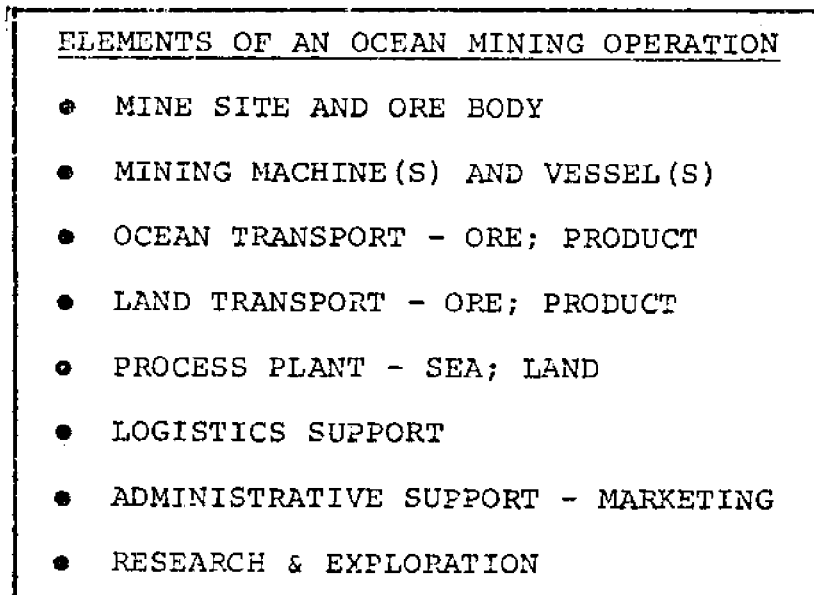 ELEMENTS OF AN OCEAN MINING OPERATION
● MINE SITE AND ORE BODY
● MINING MACHINE(S) AND VESSEL(S)
● OCEAN TRANSPORT - ORE; PRODUCT
● LAND TRANSPORT - ORE; PRODUCT
● PROCESS PLANT - SEA; LAND
● LOGISTICS SUPPORT
● ADMINISTRATIVE SUPPORT - MARKETING
● RESEARCH & EXPLORATION